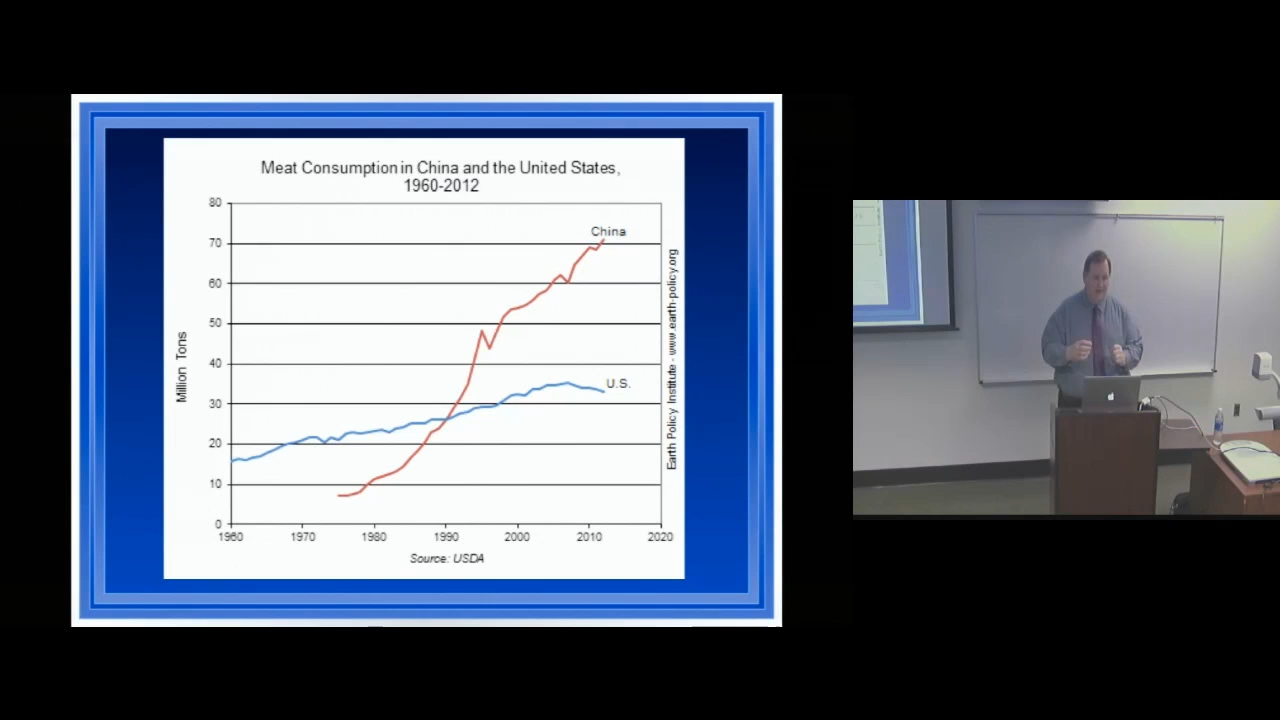 Meat Consumption in China and the United States,
1960-2012
80
70
60
50
40
30
20
10
0
Million Tons
China
U.S.
1960
1970
1980
1990
2000
2010
2020
Source: USDA
Earth Policy Institute - www.earth-policy.org